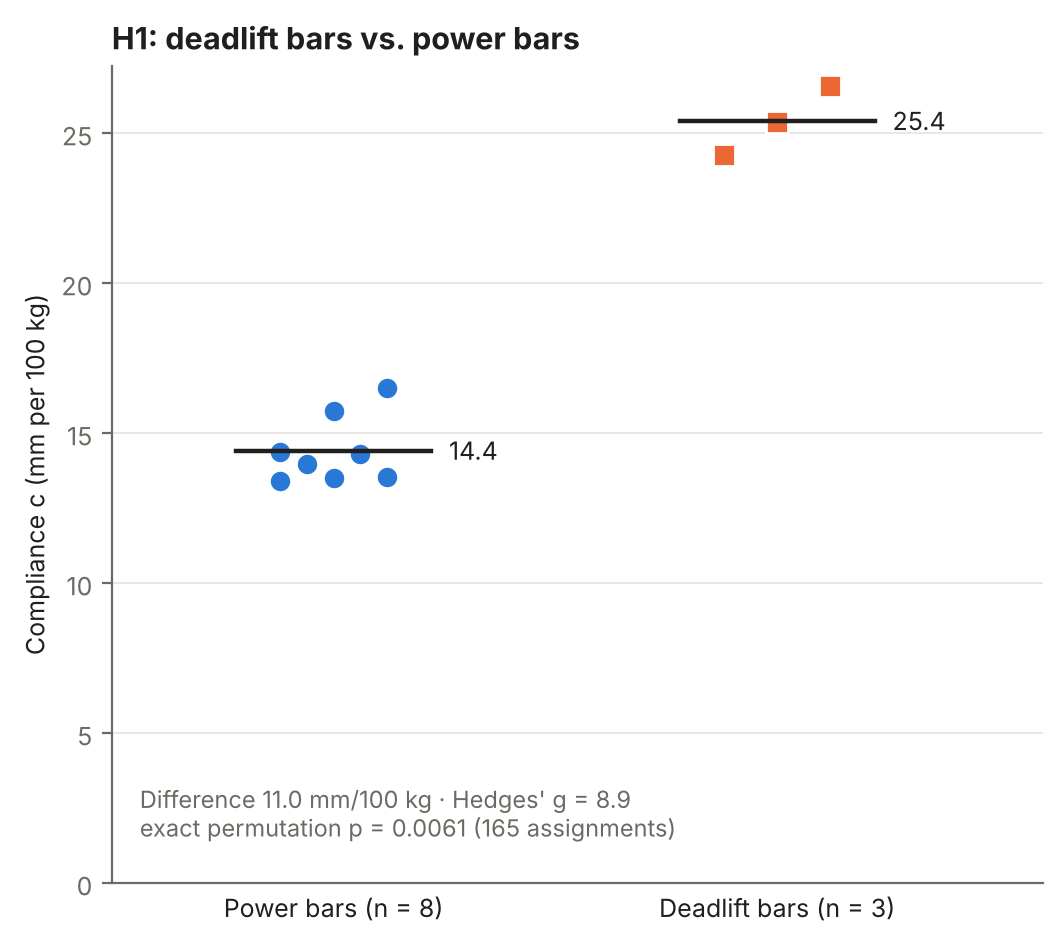 H1: deadlift bars vs. power bars
Compliance c (mm per 100 kg)
25
20
15
10
5
0
25.4
14.4
Difference 11.0 mm/100 kg · Hedges' g = 8.9
exact permutation p = 0.0061 (165 assignments)
Power bars (n = 8)
Deadlift bars (n = 3)